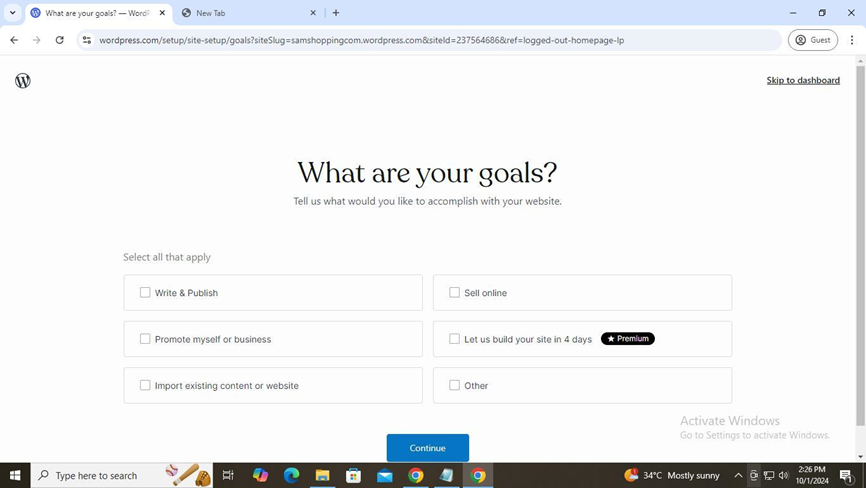 What are your goals? — WordP
New Tab
wordpress.com/setup/site-setup/goals?siteSlug=samshoppingcom.wordpress.com&siteId=237564686&ref=logged-out-homepage-lp
Guest
Skip to dashboard
What are your goals?
Tell us what would you like to accomplish with your website.
Select all that apply
Write & Publish
Sell online
Promote myself or business
Let us build your site in 4 days
★ Premium
Import existing content or website
Other
Activate Windows
Go to Settings to activate Windows.
Continue
Type here to search
34°C Mostly sunny
2:26 PM
10/1/2024